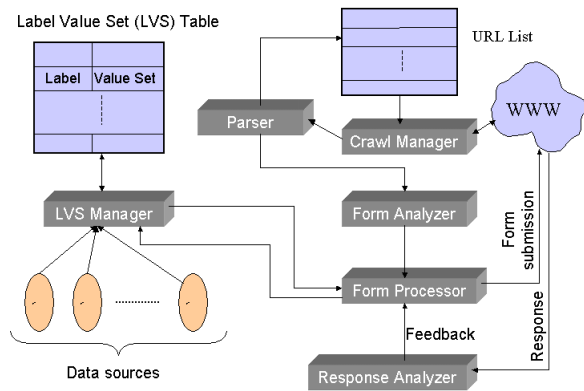 Label Value Set (LVS) Table
URL List
Label
Value Set
WWW
Parser
Crawl Manager
LVS Manager
Form Analyzer
Form
submission
Form Processor
Response
Feedback
Data sources
Response Analyzer